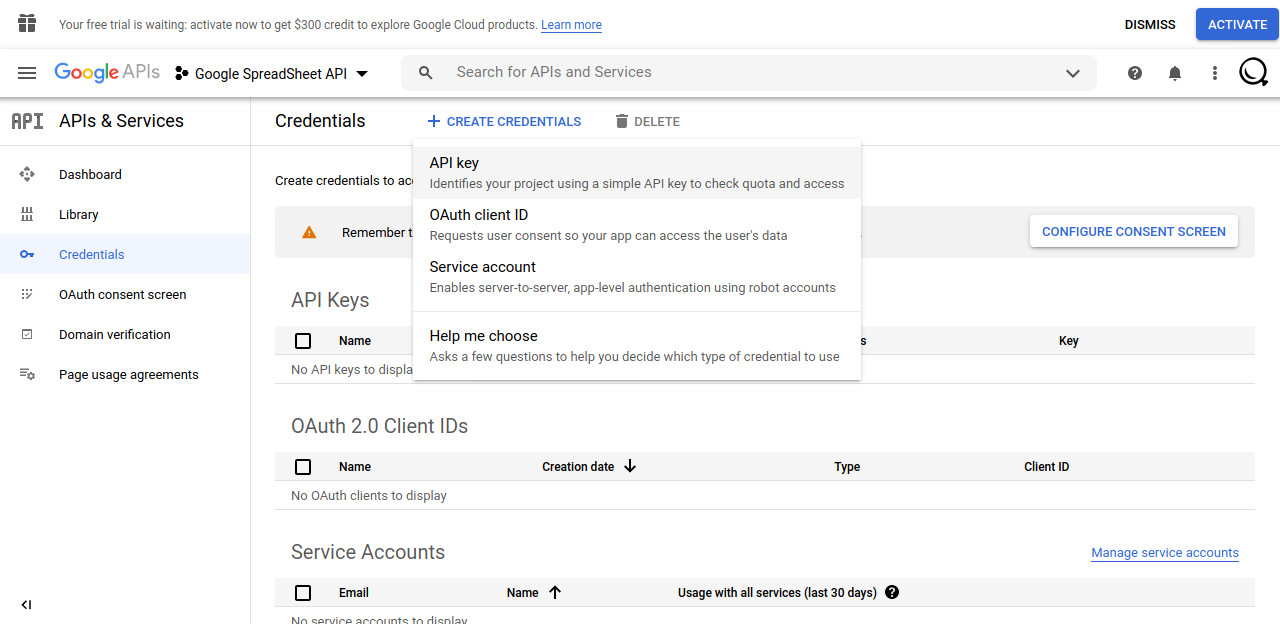 Your free trial is waiting: activate now to get $300 credit to explore Google Cloud products. Learn more
DISMISS
ACTIVATE
Google APIs
Google SpreadSheet API
Search for APIs and Services
API
APIs & Services
Credentials
CREATE CREDENTIALS
DELETE
Dashboard
Library
Credentials
OAuth consent screen
Domain verification
Page usage agreements
API key
Identifies your project using a simple API key to check quota and access
OAuth client ID
Requests user consent so your app can access the user's data
Service account
Enables server-to-server, app-level authentication using robot accounts
Help me choose
Asks a few questions to help you decide which type of credential to use
Create credentials to
Remember
CONFIGURE CONSENT SCREEN
API Keys
Name
Key
No API keys to
OAuth 2.0 Client IDs
Name
Creation date
Type
Client ID
No OAuth clients to display
Service Accounts
Manage service accounts
Email
Name
Usage with all services (last 30 days)
No service accounts to display